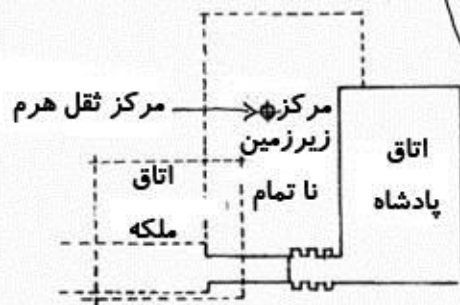 مرکز ثقل هرم
مرکز
زیرزمین
نا تمام
اتاق
پادشاه
اتاق
ملکه